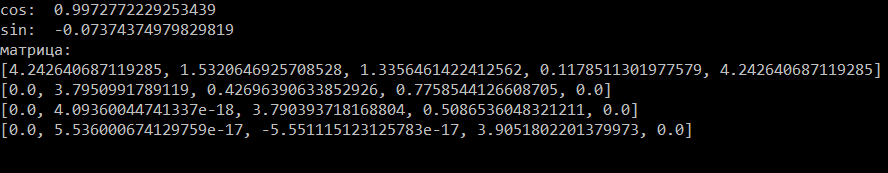 cos:  0.9972772229253439
sin:  -0.07374374979829819
матрица:
[4.242640687119285, 1.5320646925708528, 1.3356461422412562, 0.1178511301977579, 4.242640687119285]
[0.0, 3.7950991789119, 0.42696390633852926, 0.7758544126608705, 0.0]
[0.0, 4.09360044741337e-18, 3.790393718168804, 0.5086536048321211, 0.0]
[0.0, 5.536000674129759e-17, -5.551115123125783e-17, 3.9051802201379973, 0.0]